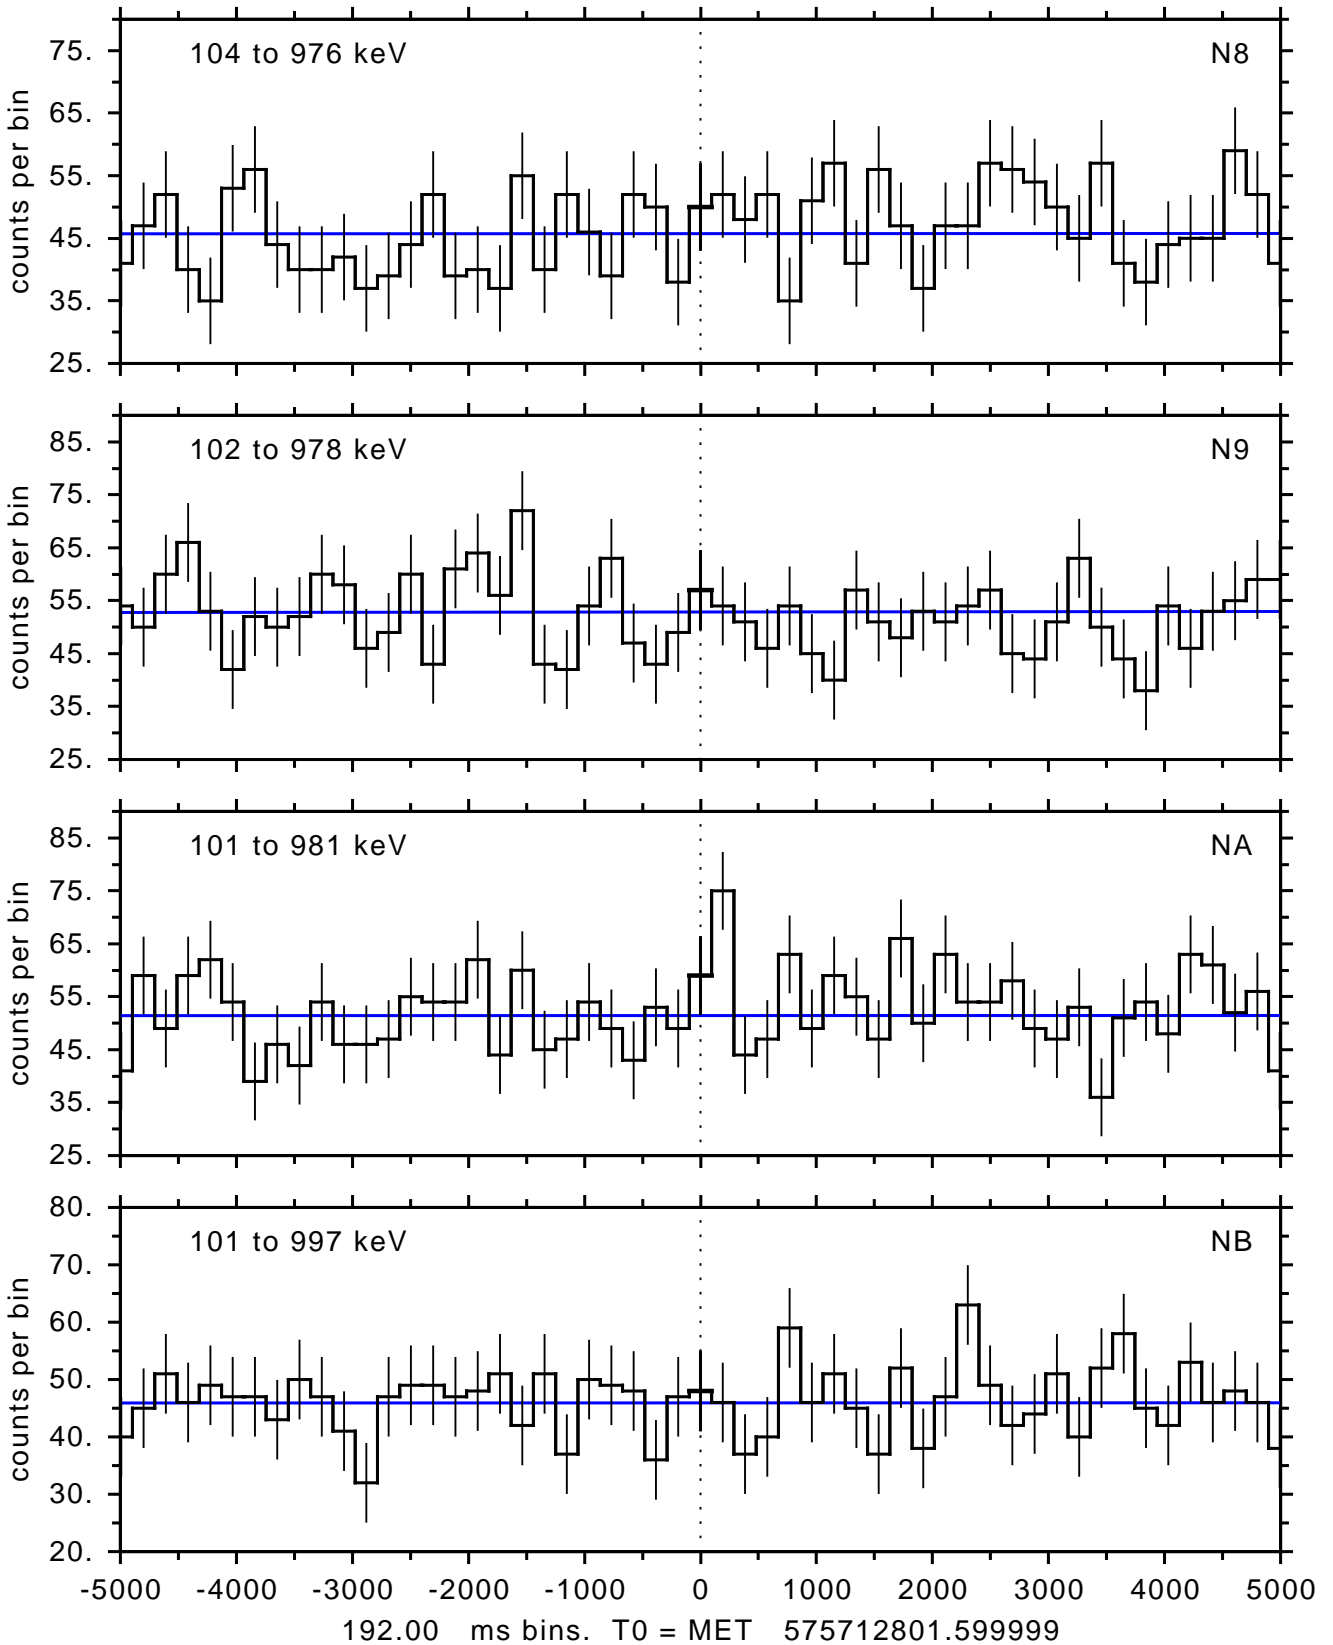 104 to 976 keV N8
75.
65.
55.
45.
35.
25.
counts per bin
102 to 978 keV N9
85.
75.
65.
55.
45.
35.
25.
counts per bin
101 to 981 keV NA
85.
75.
65.
55.
45.
35.
25.
counts per bin
101 to 997 keV NB
80.
70.
60.
50.
40.
30.
20.
counts per bin
-5000 -4000 -3000 -2000 -1000 0 1000 2000 3000 4000 5000
192.00 ms bins. T0 = MET 575712801.599999